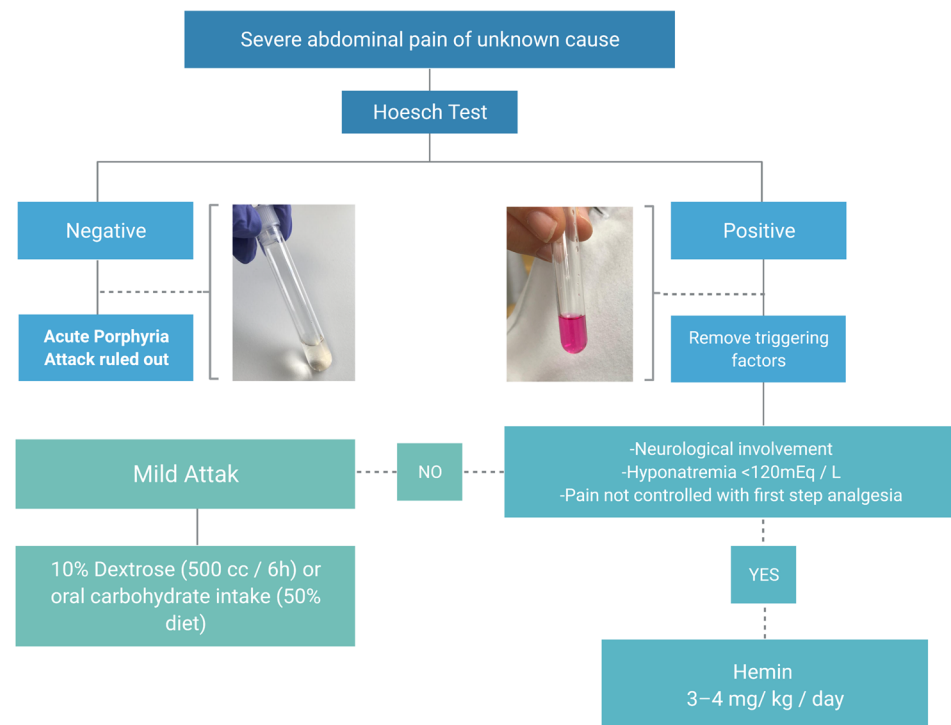 Severe abdominal pain of unknown cause
Hoesch Test
Negative
Positive
Acute Porphyria
Attack ruled out
Remove triggering
factors
Mild Attak
NO
-Neurological involvement
-Hyponatremia <120mEq / L
-Pain not controlled with first step analgesia
10% Dextrose (500 cc / 6h) or
oral carbohydrate intake (50%
diet)
YES
Hemin
3–4 mg/ kg / day